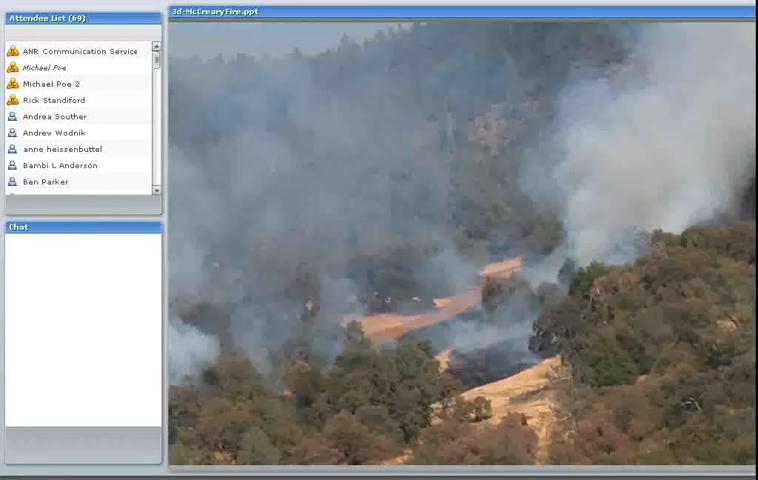 Attendee List (69)
ANR Communication Service
Michael Poe
Michael Poe 2
Rick Standiford
Andrea Souther
Andrew Wodnik
anne heissenbuttel
Bambi L Anderson
Ben Parker
Chat
3d-McCrearyFire.ppt